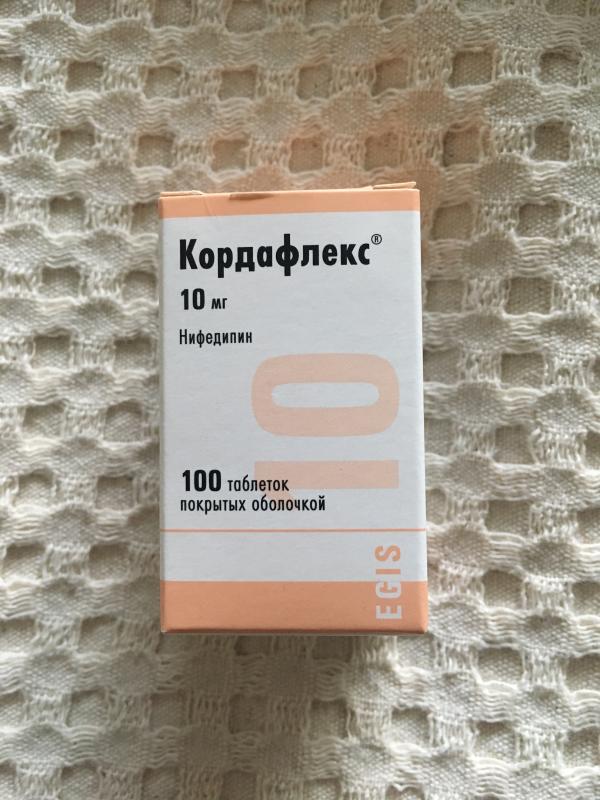 Кордафлекс®
10 мг
Нифедипин
10
100 таблеток
покрытых оболочкой
EGIS